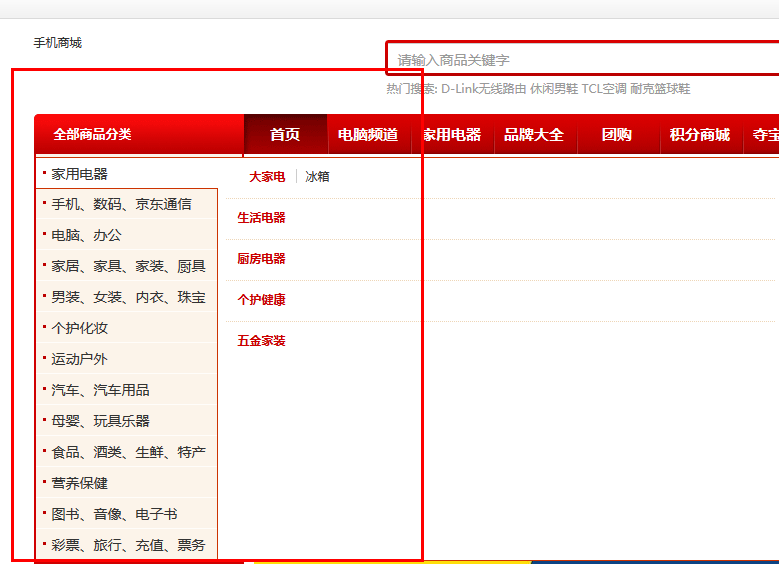 手机商城
请输入商品关键字
热门搜索: D-Link无线路由 休闲男鞋 TCL空调 耐克篮球鞋
全部商品分类 首页 电脑频道 家用电器 品牌大全 团购 积分商城 夺宝
家用电器
大家电 冰箱
手机、数码、京东通信
生活电器
电脑、办公
厨房电器
家居、家具、家装、厨具
男装、女装、内衣、珠宝
个护健康
个护化妆
五金家装
运动户外
汽车、汽车用品
母婴、玩具乐器
食品、酒类、生鲜、特产
营养保健
图书、音像、电子书
彩票、旅行、充值、票务